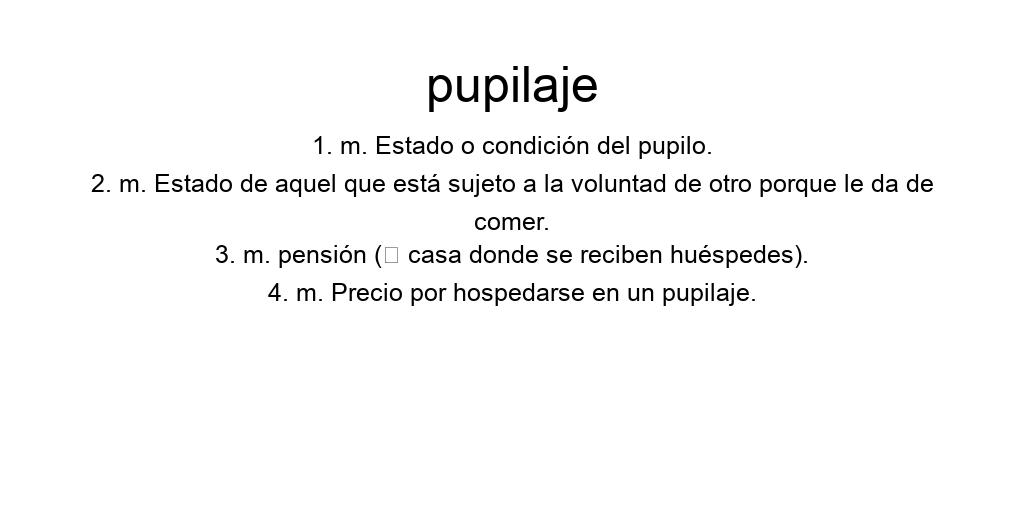 pupilaje
1. m. Estado o condición del pupilo.
2. m. Estado de aquel que está sujeto a la voluntad de otro porque le da de
comer.
3. m. pensión (□ casa donde se reciben huéspedes).
4. m. Precio por hospedarse en un pupilaje.